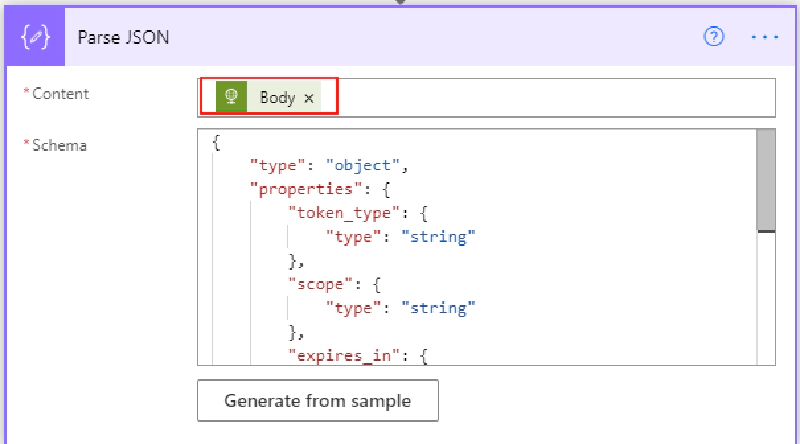 Parse JSON
?
...
*Content
Body ×
*Schema
{
"type": "object",
"properties": {
"token_type": {
"type": "string"
},
"scope": {
"type": "string"
},
"expires_in": {
Generate from sample